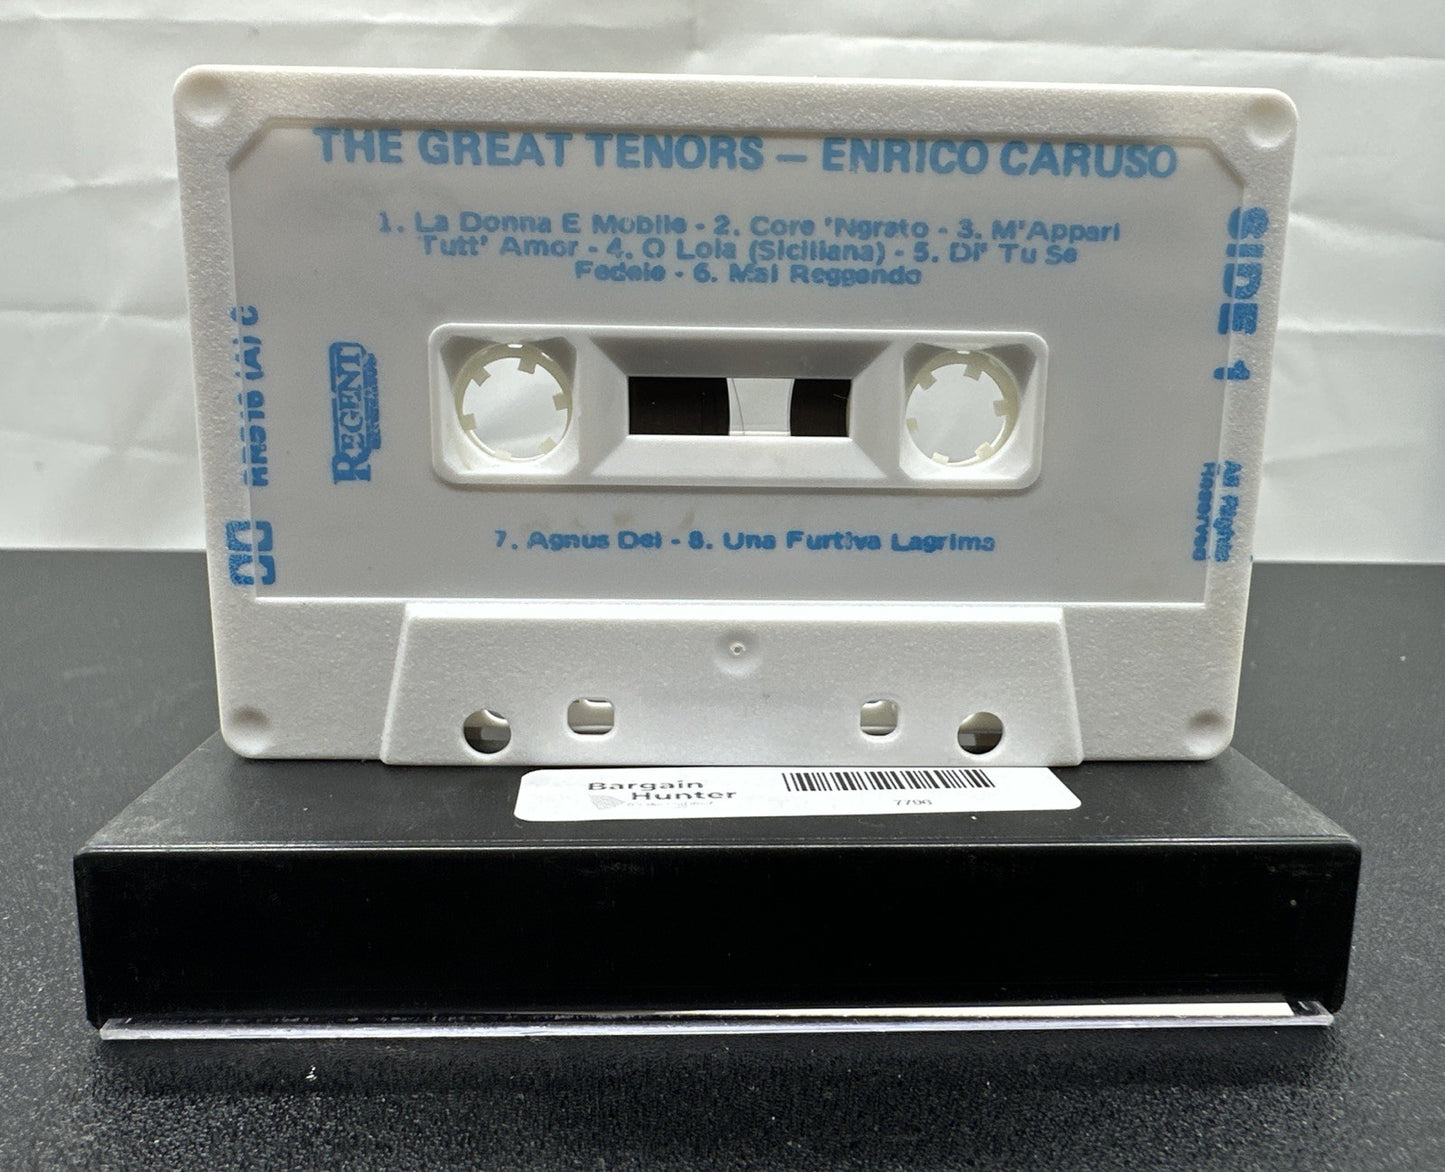 THE GREAT TENORS — ENRICO CARUSO
1. La Donna E Mobile - 2. Core 'Ngrato - 3. M'Appari
Tutt' Amor - 4. O Lola (Siciliana) - 5. Di' Tu Se
Fedele - 6. Mal Reggendo
SIDE 1
REGENT
7. Agnus Dei - 8. Una Furtiva Lagrima
All Rights
Reserved
Bargain
Hunter
7706